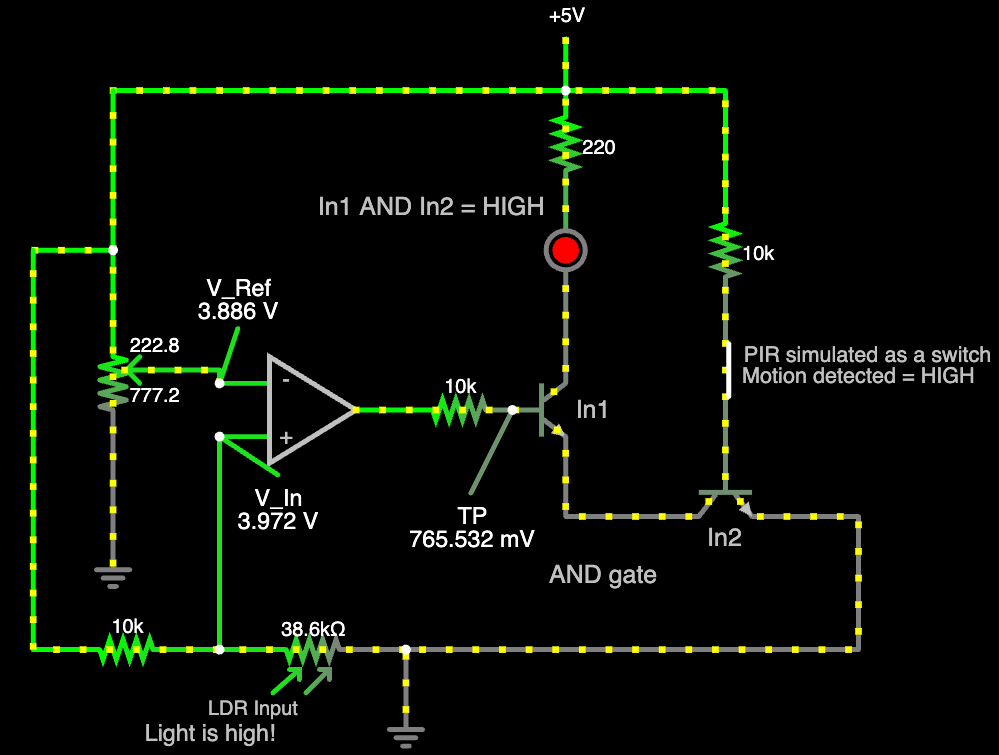 +5V
220
In1 AND In2 = HIGH
10k
V_Ref
3.886 V
222.8
777.2
PIR simulated as a switch
Motion detected = HIGH
-
+
10k
In1
V_In
3.972 V
TP
765.532 mV
In2
AND gate
10k
38.6kΩ
LDR Input
Light is high!